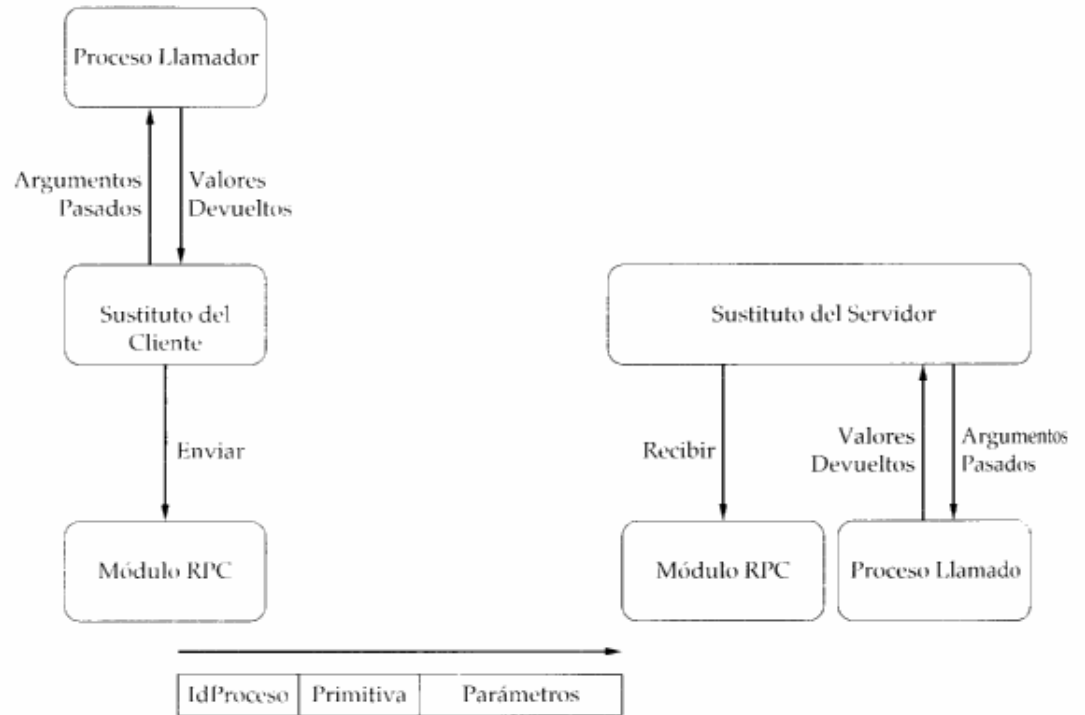 Proceso Llamador
Argumentos
Pasados
Valores
Devueltos
Sustituto del
Cliente
Sustituto del Servidor
Enviar
Recibir
Valores
Devueltos
Argumentos
Pasados
Módulo RPC
Módulo RPC
Proceso Llamado
IdProceso
Primitiva
Parámetros